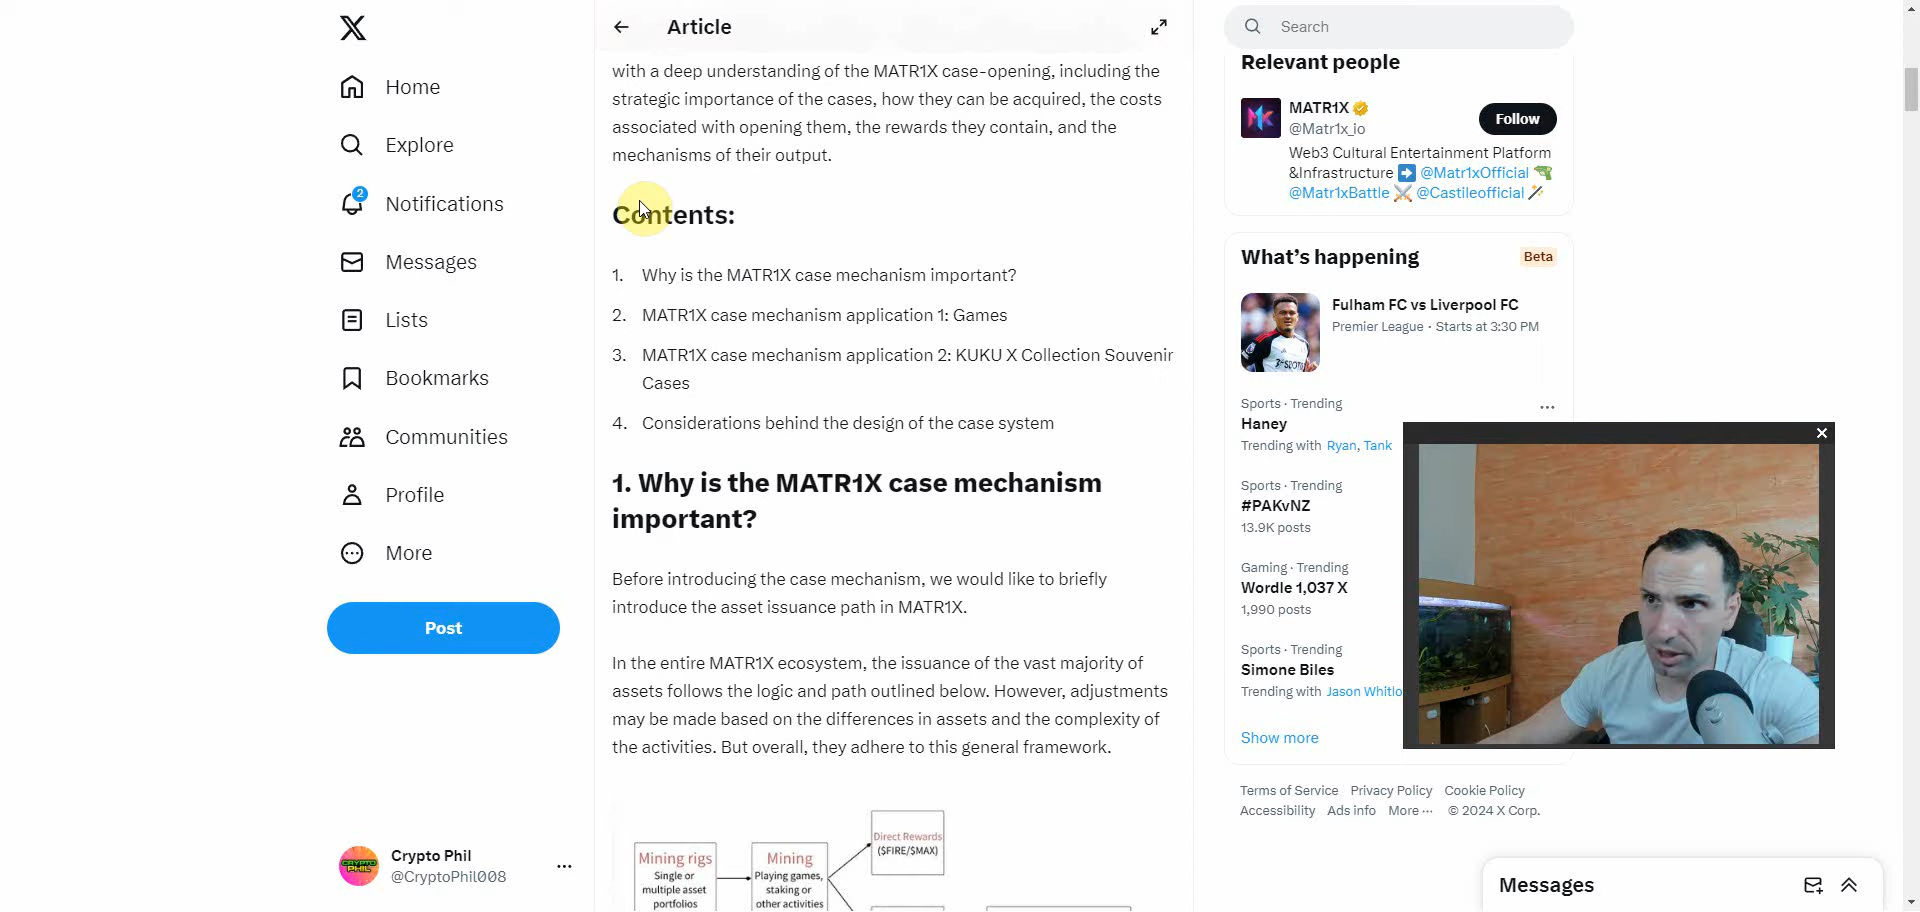 Home
Explore
2
Notifications
Messages
Lists
Bookmarks
Communities
Profile
More
Post
Crypto Phil
@CryptoPhil008
Article
with a deep understanding of the MATR1X case-opening, including the
strategic importance of the cases, how they can be acquired, the costs
associated with opening them, the rewards they contain, and the
mechanisms of their output.
Contents:
1. Why is the MATR1X case mechanism important?
2. MATR1X case mechanism application 1: Games
3. MATR1X case mechanism application 2: KUKU X Collection Souvenir
Cases
4. Considerations behind the design of the case system
1. Why is the MATR1X case mechanism
important?
Before introducing the case mechanism, we would like to briefly
introduce the asset issuance path in MATR1X.
In the entire MATR1X ecosystem, the issuance of the vast majority of
assets follows the logic and path outlined below. However, adjustments
may be made based on the differences in assets and the complexity of
the activities. But overall, they adhere to this general framework.
Mining rigs
Single or
multiple asset
portfolios
Mining
Playing games,
staking or
other activities
Direct Rewards
($FIRE/$MAX)
Search
Relevant people
MATR1X
@Matr1x_io
Follow
Web3 Cultural Entertainment Platform
&Infrastructure ➡️ @Matr1xOfficial 🔫
@Matr1xBattle ⚔️ @Castileofficial 🪄
What's happening
Beta
Fulham FC vs Liverpool FC
Premier League · Starts at 3:30 PM
Sports · Trending
Haney
Trending with Ryan, Tank
Sports · Trending
#PAKvNZ
13.9K posts
Gaming · Trending
Wordle 1,037 X
1,990 posts
Sports · Trending
Simone Biles
Trending with Jason Whitlo
Show more
Terms of Service Privacy Policy Cookie Policy
Accessibility Ads info More ··· © 2024 X Corp.
Messages